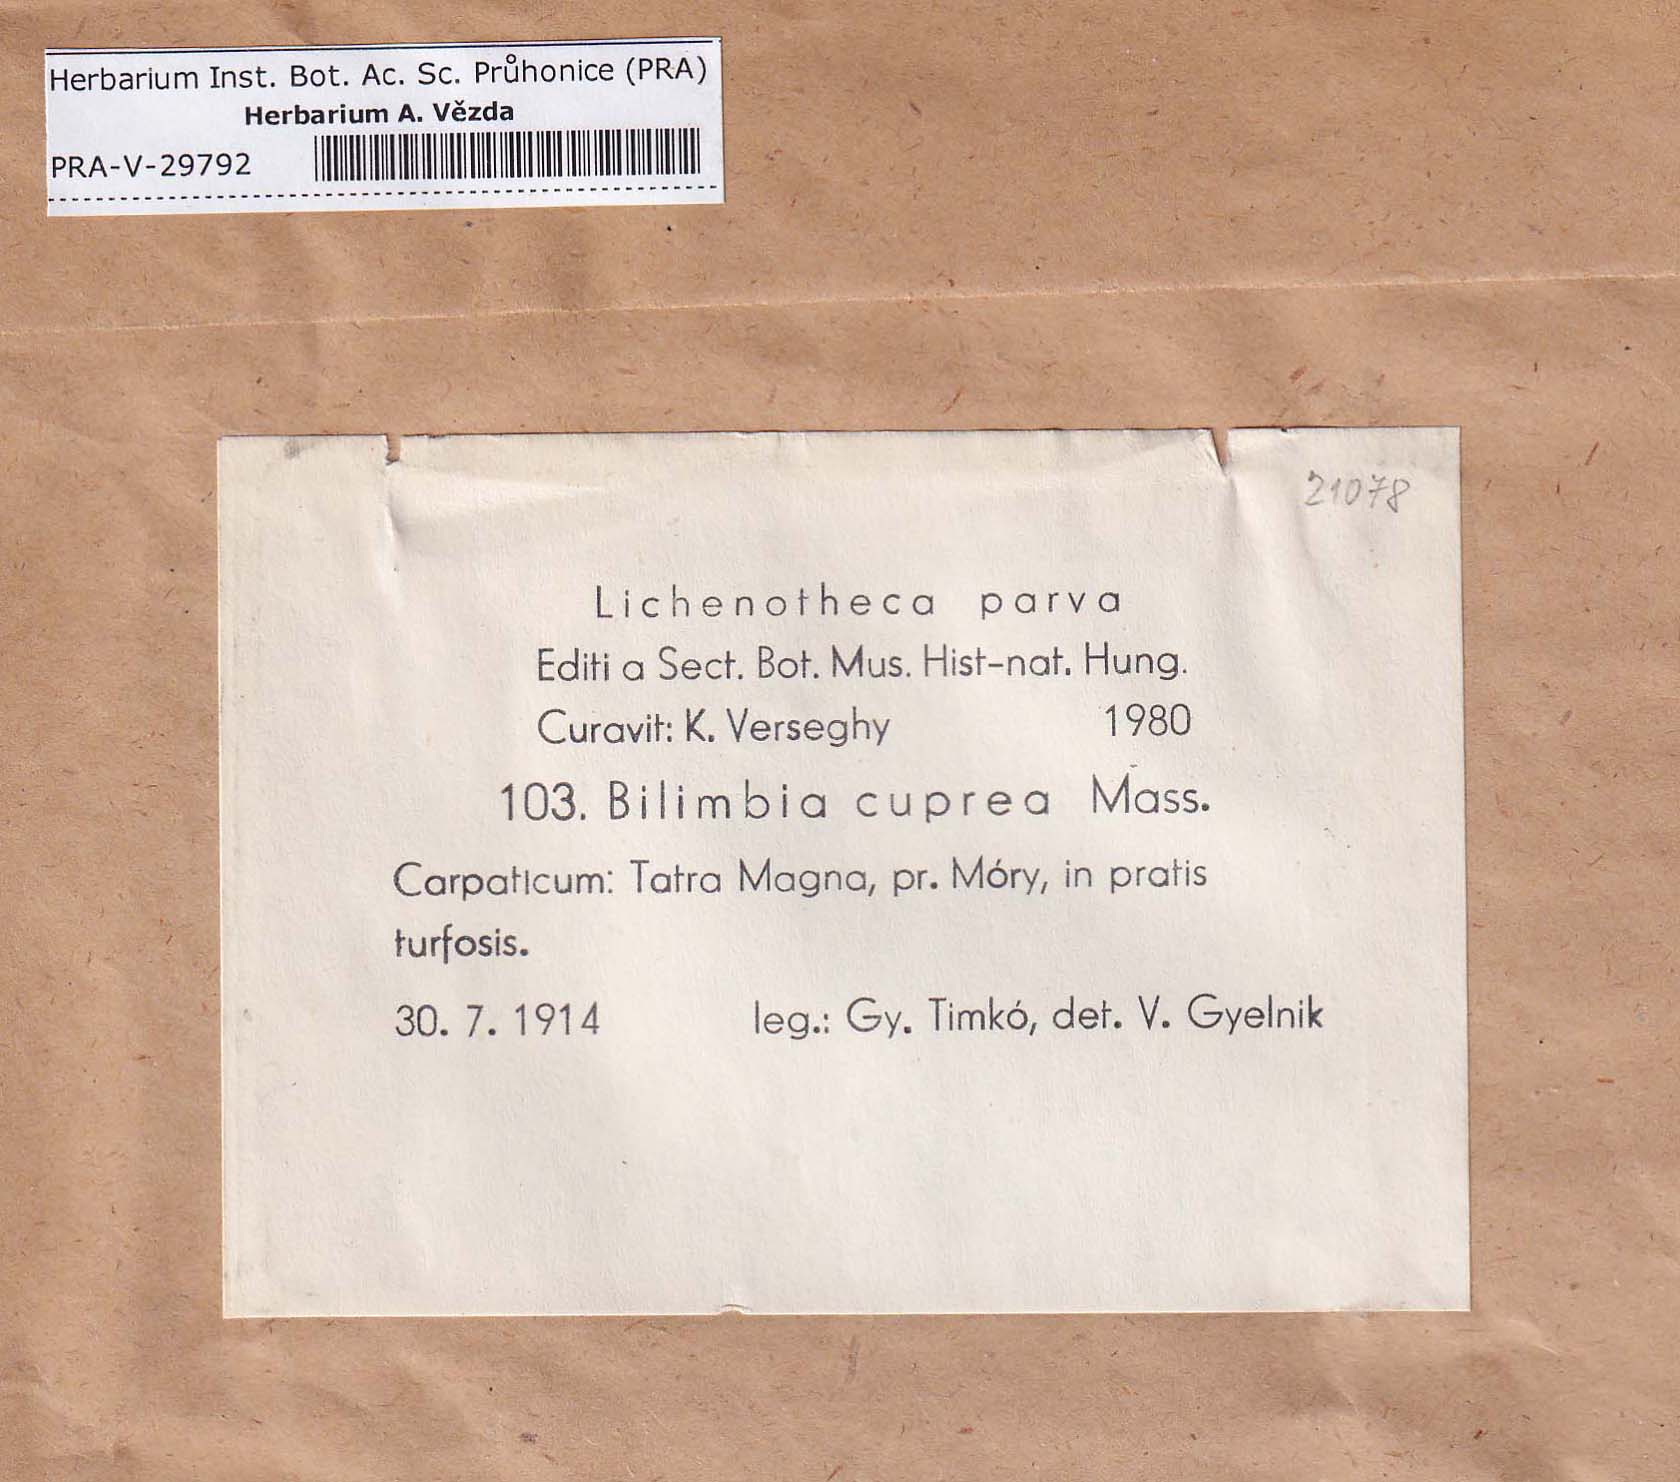 Herbarium Inst. Bot. Ac. Sc. Průhonice (PRA)
Herbarium A. Vězda
PRA-V-29792
21078
Lichenotheca parva
Editi a Sect. Bot. Mus. Hist-nat. Hung.
Curavit: K. Verseghy 1980
103. Bilimbia cuprea Mass.
Carpaticum: Tatra Magna, pr. Móry, in pratis
turfosis.
30. 7. 1914 leg.: Gy. Timkó, det. V. Gyelnik